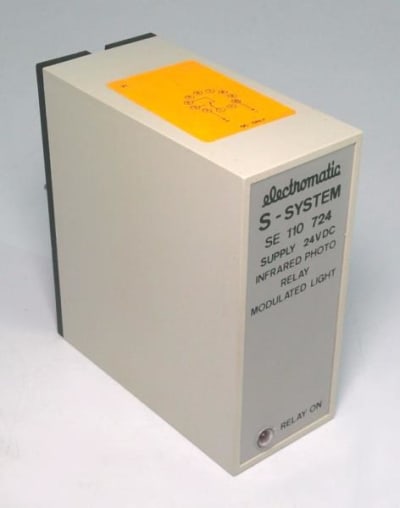 electromatic
S-SYSTEM
SE 110 724
SUPPLY 24VDC
INFRARED PHOTO
RELAY
MODULATED LIGHT
RELAY ON